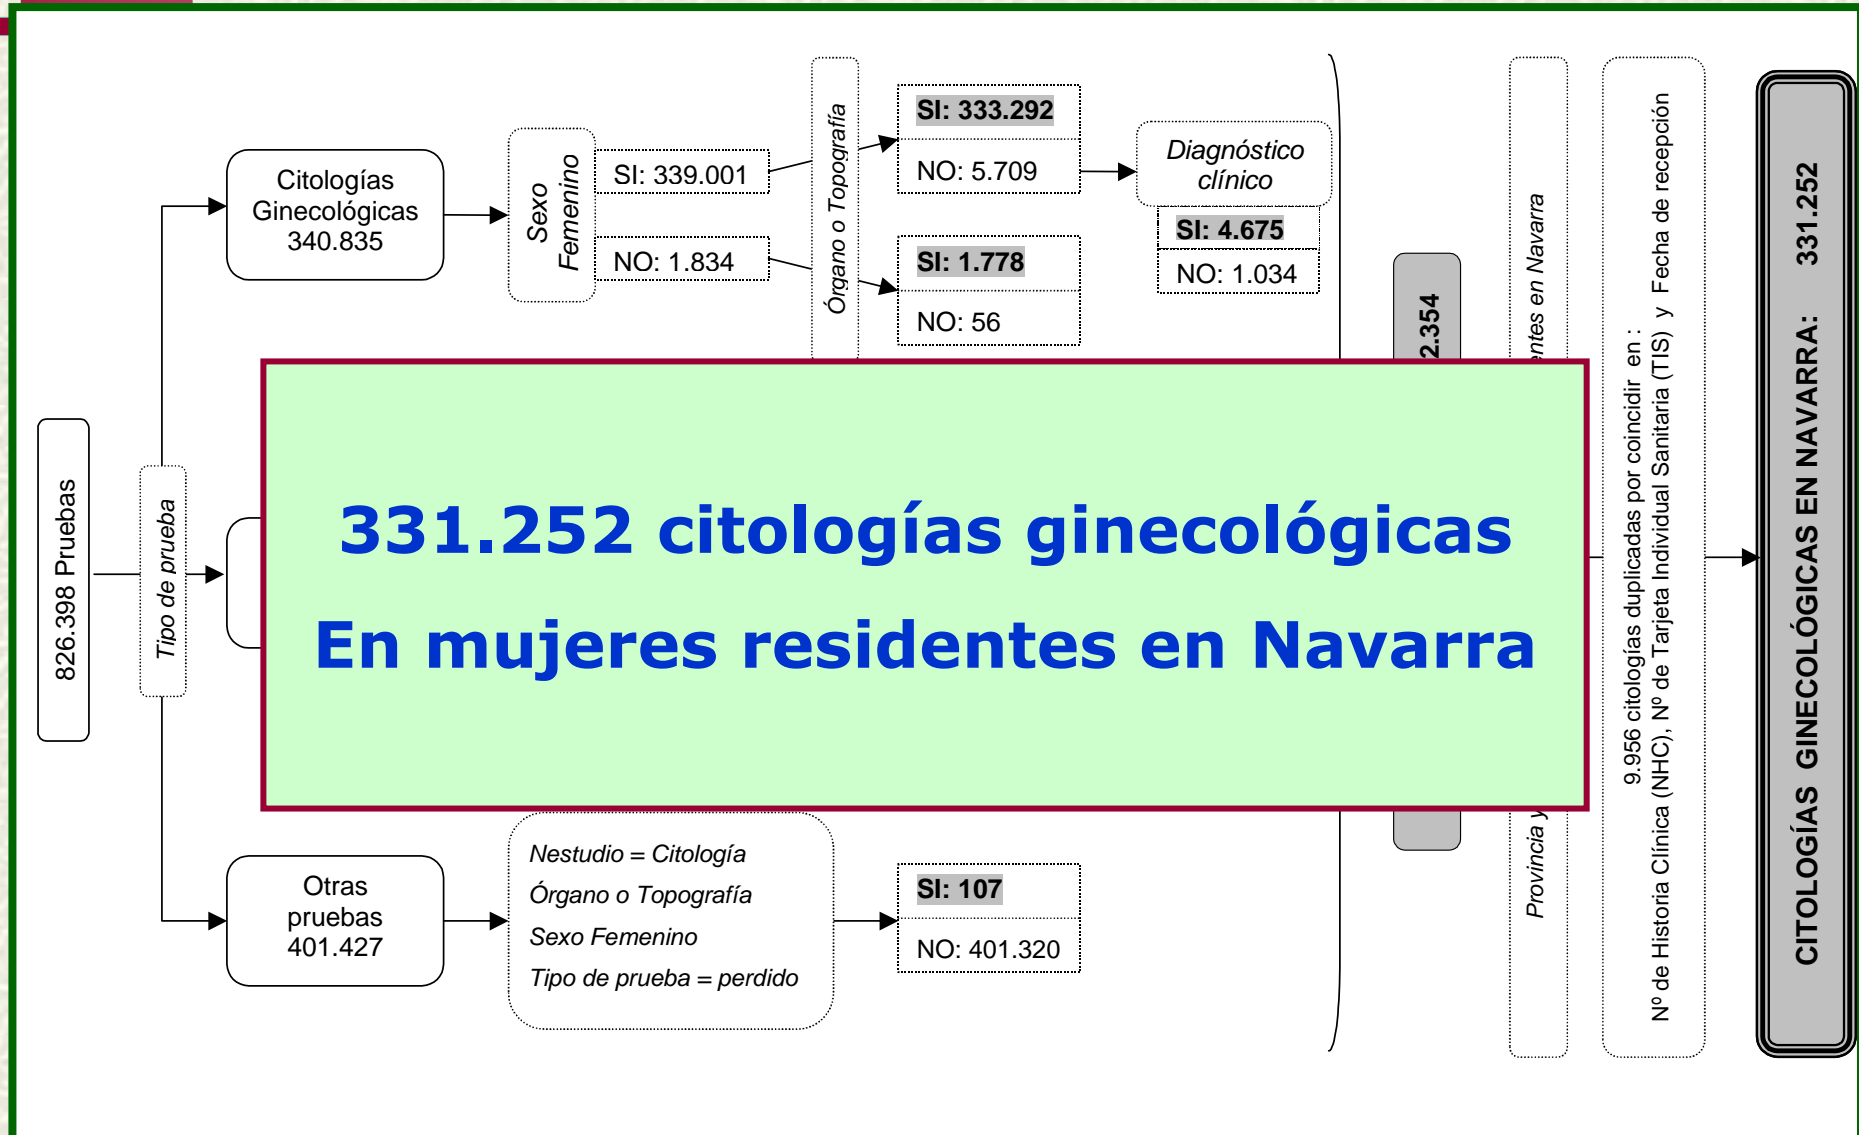 826.398 Pruebas
Tipo de prueba
Citologías
Ginecológicas
340.835
Sexo
Femenino
SI: 339.001
NO: 1.834
Órgano o Topografía
SI: 333.292
NO: 5.709
SI: 1.778
NO: 56
Diagnóstico
clínico
SI: 4.675
NO: 1.034
331.252 citologías ginecológicas
En mujeres residentes en Navarra
Otras
pruebas
401.427
Nestudio = Citología
Órgano o Topografía
Sexo Femenino
Tipo de prueba = perdido
SI: 107
NO: 401.320
2.354
Provincia y
entes en Navarra
9.956 citologías duplicadas por coincidir en :
Nº de Historia Clínica (NHC), Nº de Tarjeta Individual Sanitaria (TIS) y Fecha de recepción
CITOLOGÍAS GINECOLÓGICAS EN NAVARRA: 331.252